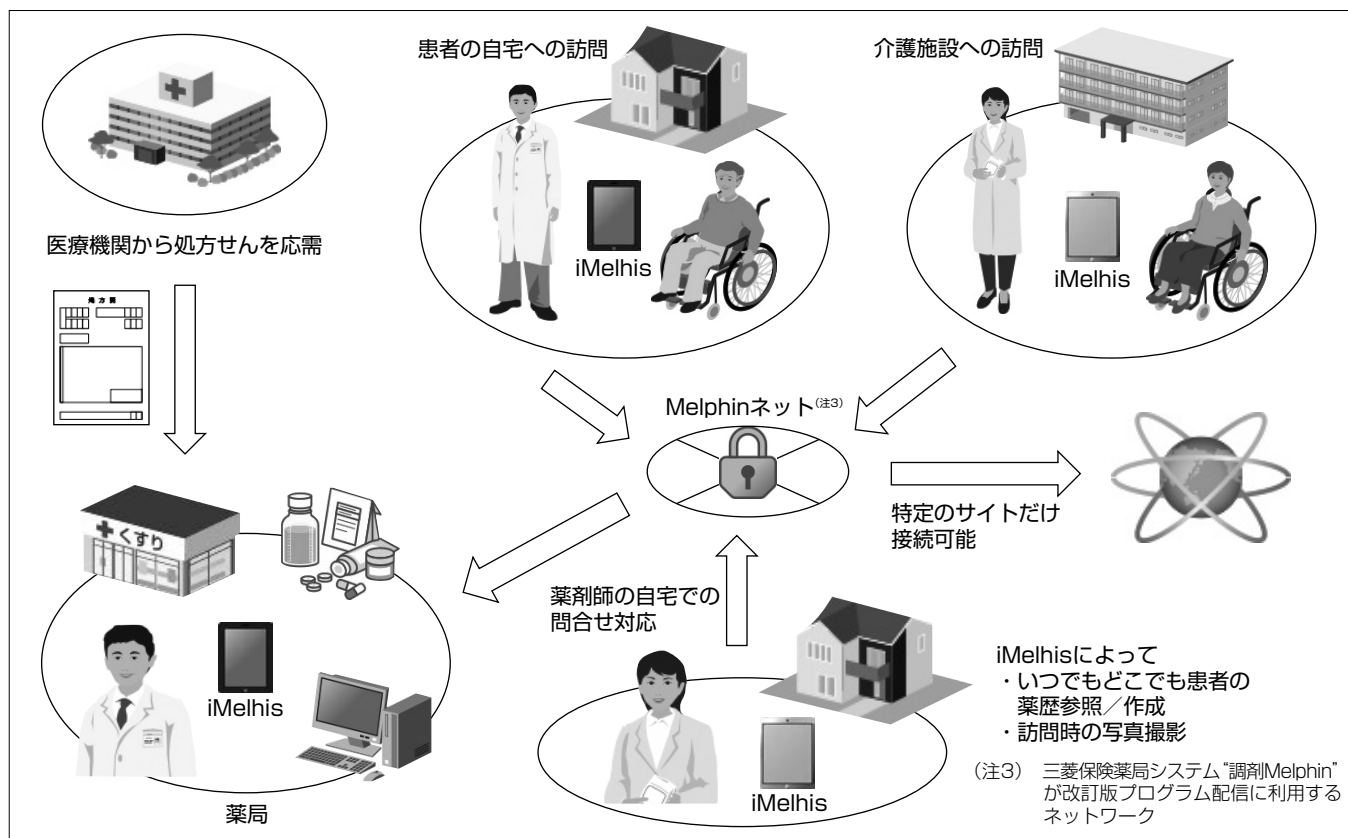 患者の自宅への訪問
介護施設への訪問
iMelhis
iMelhis
医療機関から処方せんを応需
処方箋
Melphinネット(注3)
特定のサイトだけ
接続可能
くすり
iMelhis
薬局
薬剤師の自宅での
問合せ対応
iMelhis
iMelhisによって
・いつでもどこでも患者の
薬歴参照／作成
・訪問時の写真撮影
(注3) 三菱保険薬局システム“調剤Melphin”
が改訂版プログラム配信に利用する
ネットワーク